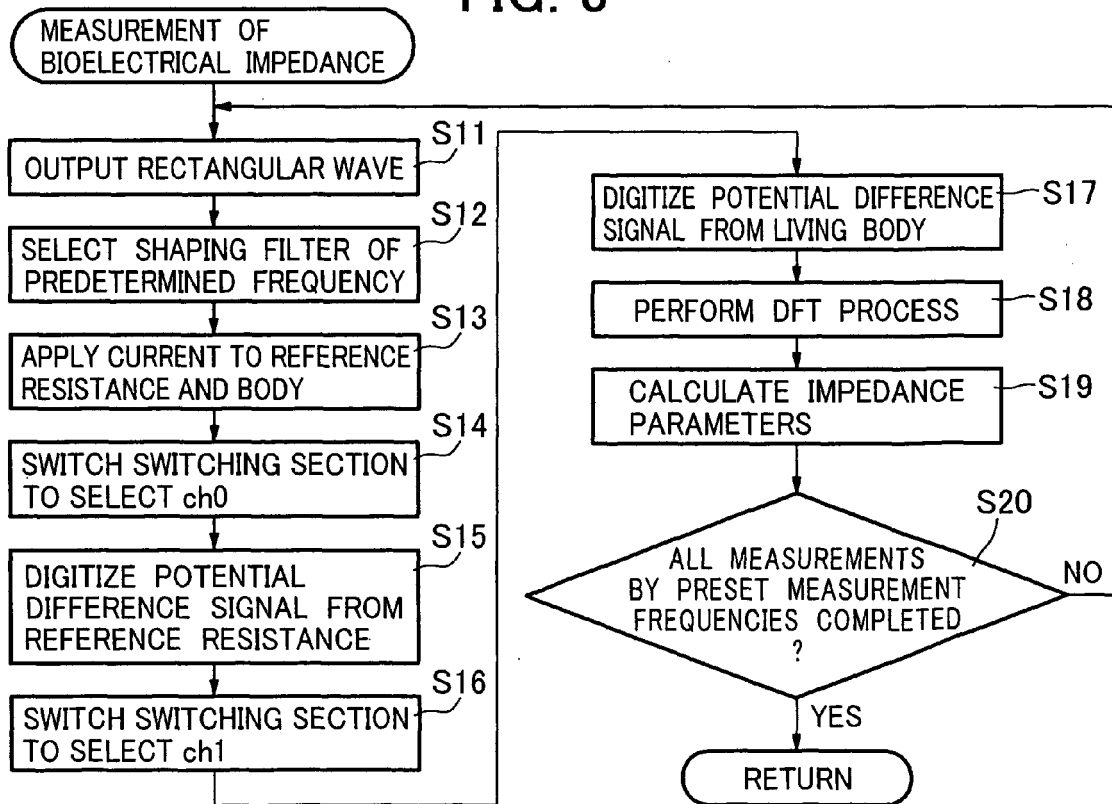 MEASUREMENT OF
BIOELECTRICAL IMPEDANCE
S11
OUTPUT RECTANGULAR WAVE
S12
SELECT SHAPING FILTER OF
PREDETERMINED FREQUENCY
S13
APPLY CURRENT TO REFERENCE
RESISTANCE AND BODY
S14
SWITCH SWITCHING SECTION
TO SELECT ch0
S15
DIGITIZE POTENTIAL
DIFFERENCE SIGNAL FROM
REFERENCE RESISTANCE
S16
SWITCH SWITCHING SECTION
TO SELECT ch1
S17
DIGITIZE POTENTIAL DIFFERENCE
SIGNAL FROM LIVING BODY
S18
PERFORM DFT PROCESS
S19
CALCULATE IMPEDANCE
PARAMETERS
S20
ALL MEASUREMENTS
BY PRESET MEASUREMENT
FREQUENCIES COMPLETED
?
NO
YES
RETURN